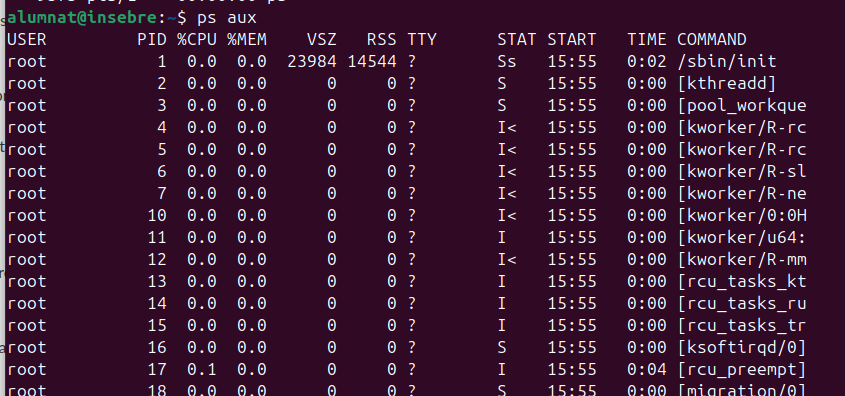 alumnat@insebre:~$ ps aux
USER PID %CPU %MEM VSZ RSS TTY STAT START TIME COMMAND
root 1 0.0 0.0 23984 14544 ? Ss 15:55 0:02 /sbin/init
root 2 0.0 0.0 0 0 ? S 15:55 0:00 [kthreadd]
root 3 0.0 0.0 0 0 ? S 15:55 0:00 [pool_workque
root 4 0.0 0.0 0 0 ? I< 15:55 0:00 [kworker/R-rc
root 5 0.0 0.0 0 0 ? I< 15:55 0:00 [kworker/R-rc
root 6 0.0 0.0 0 0 ? I< 15:55 0:00 [kworker/R-sl
root 7 0.0 0.0 0 0 ? I< 15:55 0:00 [kworker/R-ne
root 10 0.0 0.0 0 0 ? I< 15:55 0:00 [kworker/0:0H
root 11 0.0 0.0 0 0 ? I 15:55 0:00 [kworker/u64:
root 12 0.0 0.0 0 0 ? I< 15:55 0:00 [kworker/R-mm
root 13 0.0 0.0 0 0 ? I 15:55 0:00 [rcu_tasks_kt
root 14 0.0 0.0 0 0 ? I 15:55 0:00 [rcu_tasks_ru
root 15 0.0 0.0 0 0 ? I 15:55 0:00 [rcu_tasks_tr
root 16 0.0 0.0 0 0 ? S 15:55 0:00 [ksoftirqd/0]
root 17 0.1 0.0 0 0 ? I 15:55 0:04 [rcu_preempt]
root 18 0.0 0.0 0 0 ? S 15:55 0:00 [migration/0]